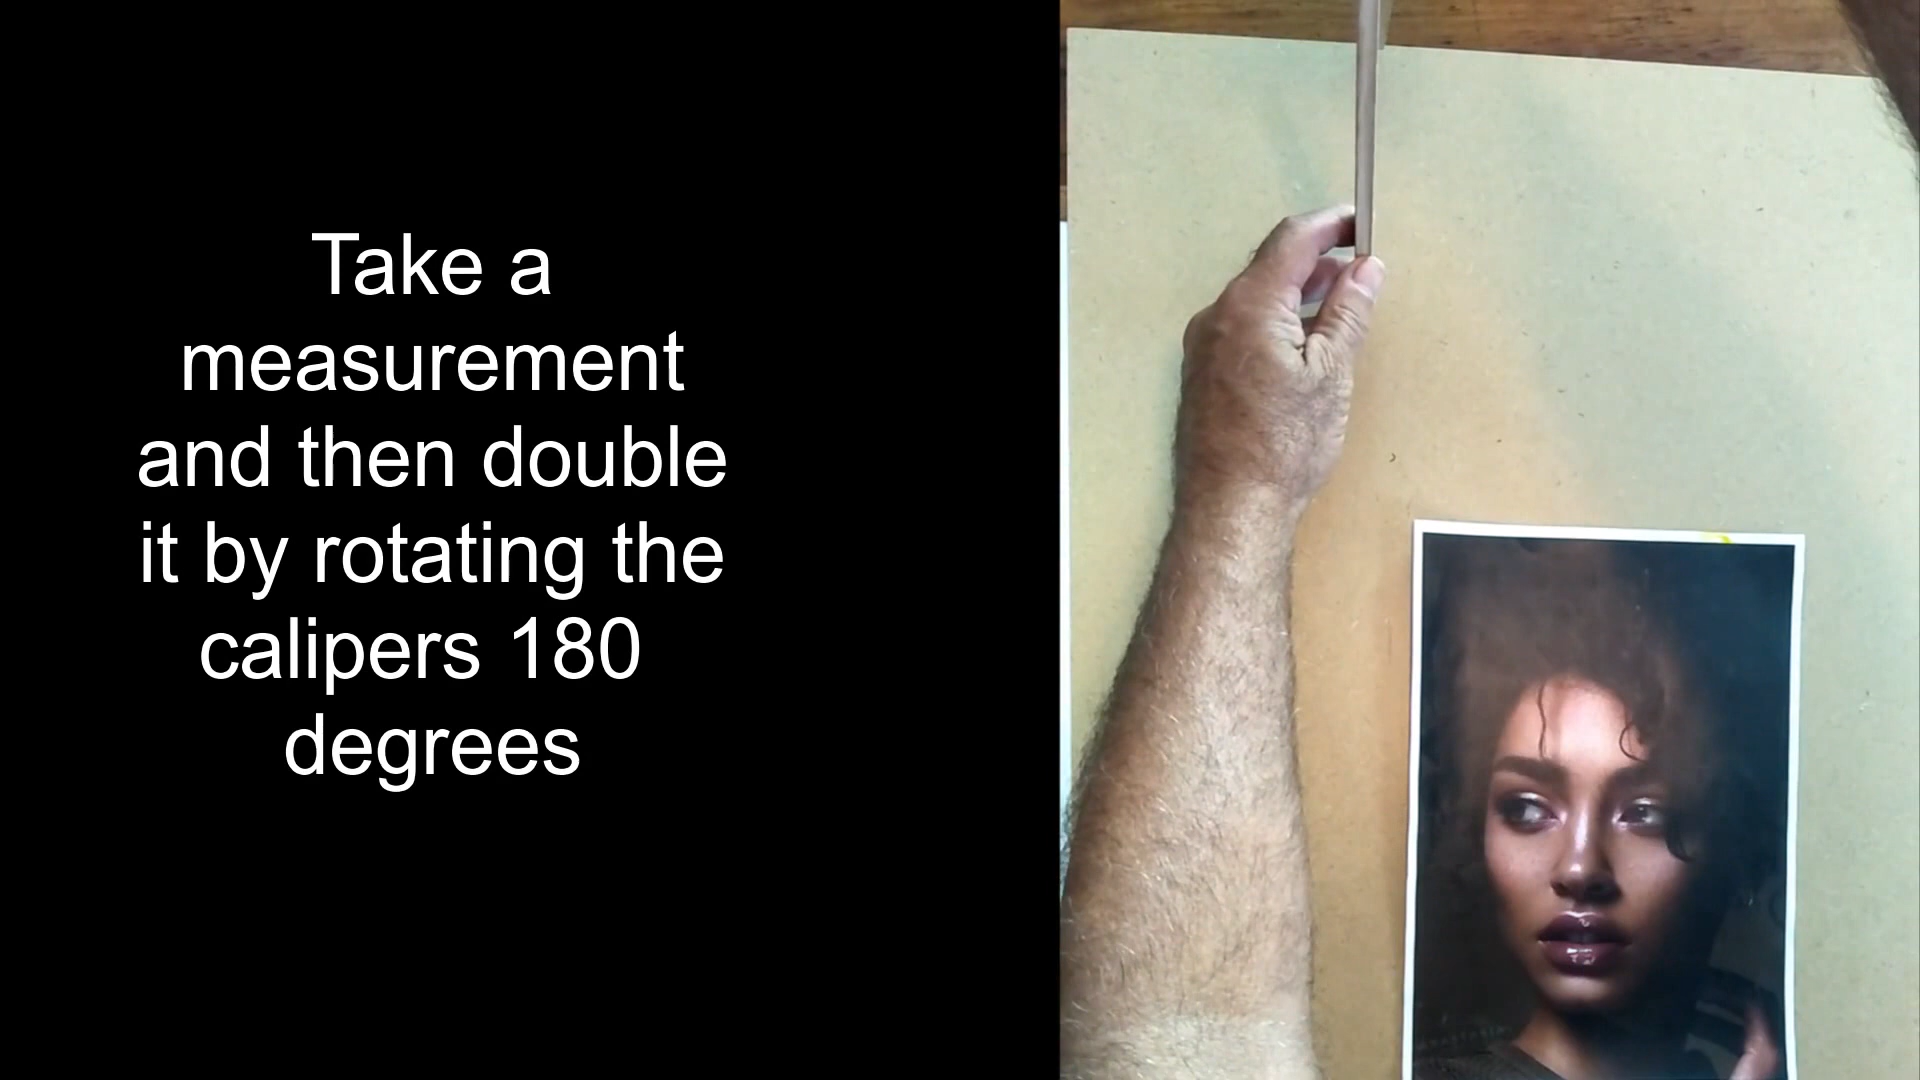 Take a
measurement
and then double
it by rotating the
calipers 180
degrees